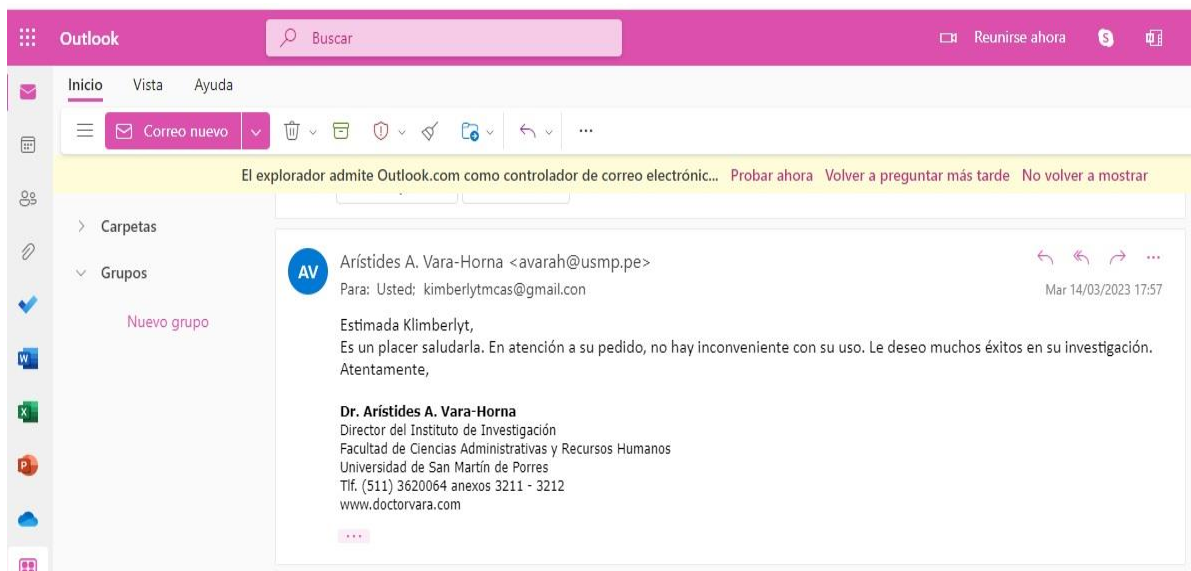 Outlook
Buscar
Reunirse ahora
Inicio Vista Ayuda
Correo nuevo
El explorador admite Outlook.com como controlador de correo electrónic... Probar ahora Volver a preguntar más tarde No volver a mostrar
Carpetas
Grupos
Nuevo grupo
AV
Arístides A. Vara-Horna <avarah@usmp.pe>
Para: Usted; kimberlytmcas@gmail.con
Mar 14/03/2023 17:57
Estimada Klimberlyt,
Es un placer saludarla. En atención a su pedido, no hay inconveniente con su uso. Le deseo muchos éxitos en su investigación.
Atentamente,
Dr. Arístides A. Vara-Horna
Director del Instituto de Investigación
Facultad de Ciencias Administrativas y Recursos Humanos
Universidad de San Martín de Porres
Tlf. (511) 3620064 anexos 3211 - 3212
www.doctorvara.com
...